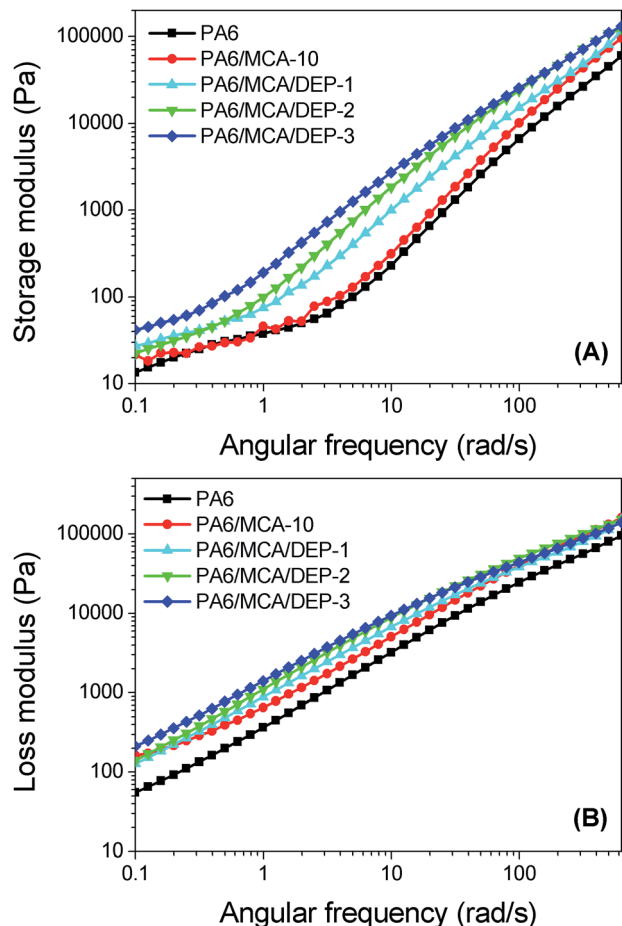 PA6
PA6/MCA-10
PA6/MCA/DEP-1
PA6/MCA/DEP-2
PA6/MCA/DEP-3
Storage modulus (Pa)
100000
10000
1000
100
10
(A)
0.1 1 10 100
Angular frequency (rad/s)
PA6
PA6/MCA-10
PA6/MCA/DEP-1
PA6/MCA/DEP-2
PA6/MCA/DEP-3
Loss modulus (Pa)
100000
10000
1000
100
10
(B)
0.1 1 10 100
Angular frequency (rad/s)